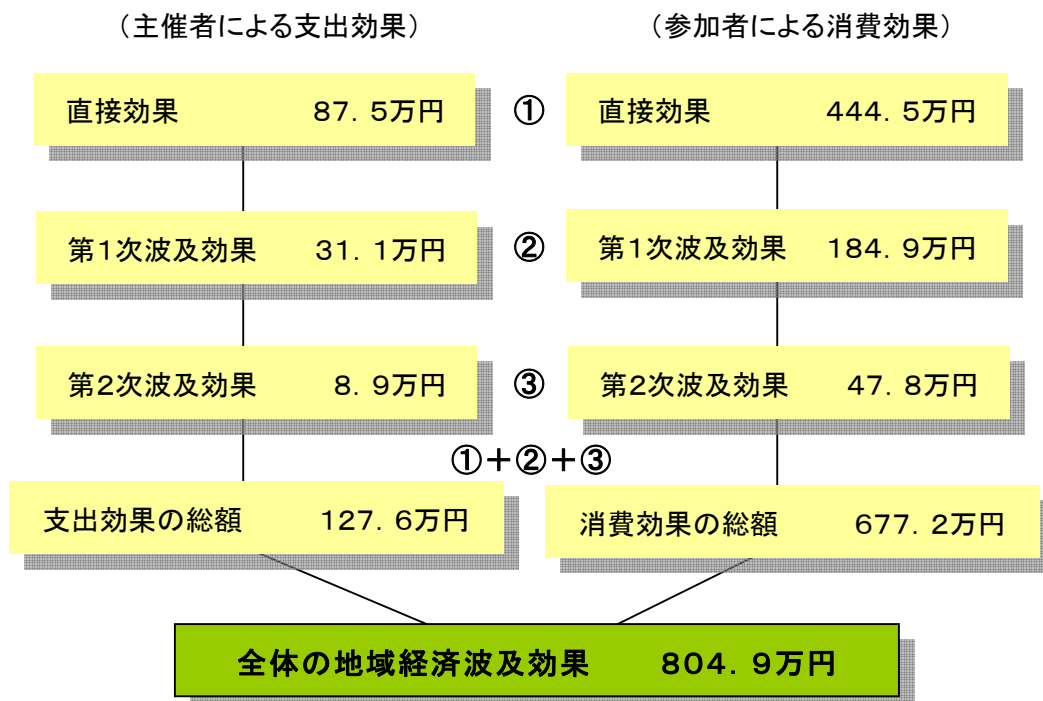 (主催者による支出効果) (参加者による消費効果)
直接効果 87.5万円 ① 直接効果 444.5万円
第1次波及効果 31.1万円 ② 第1次波及効果 184.9万円
第2次波及効果 8.9万円 ③ 第2次波及効果 47.8万円
①+②+③
支出効果の総額 127.6万円 消費効果の総額 677.2万円
全体の地域経済波及効果 804.9万円